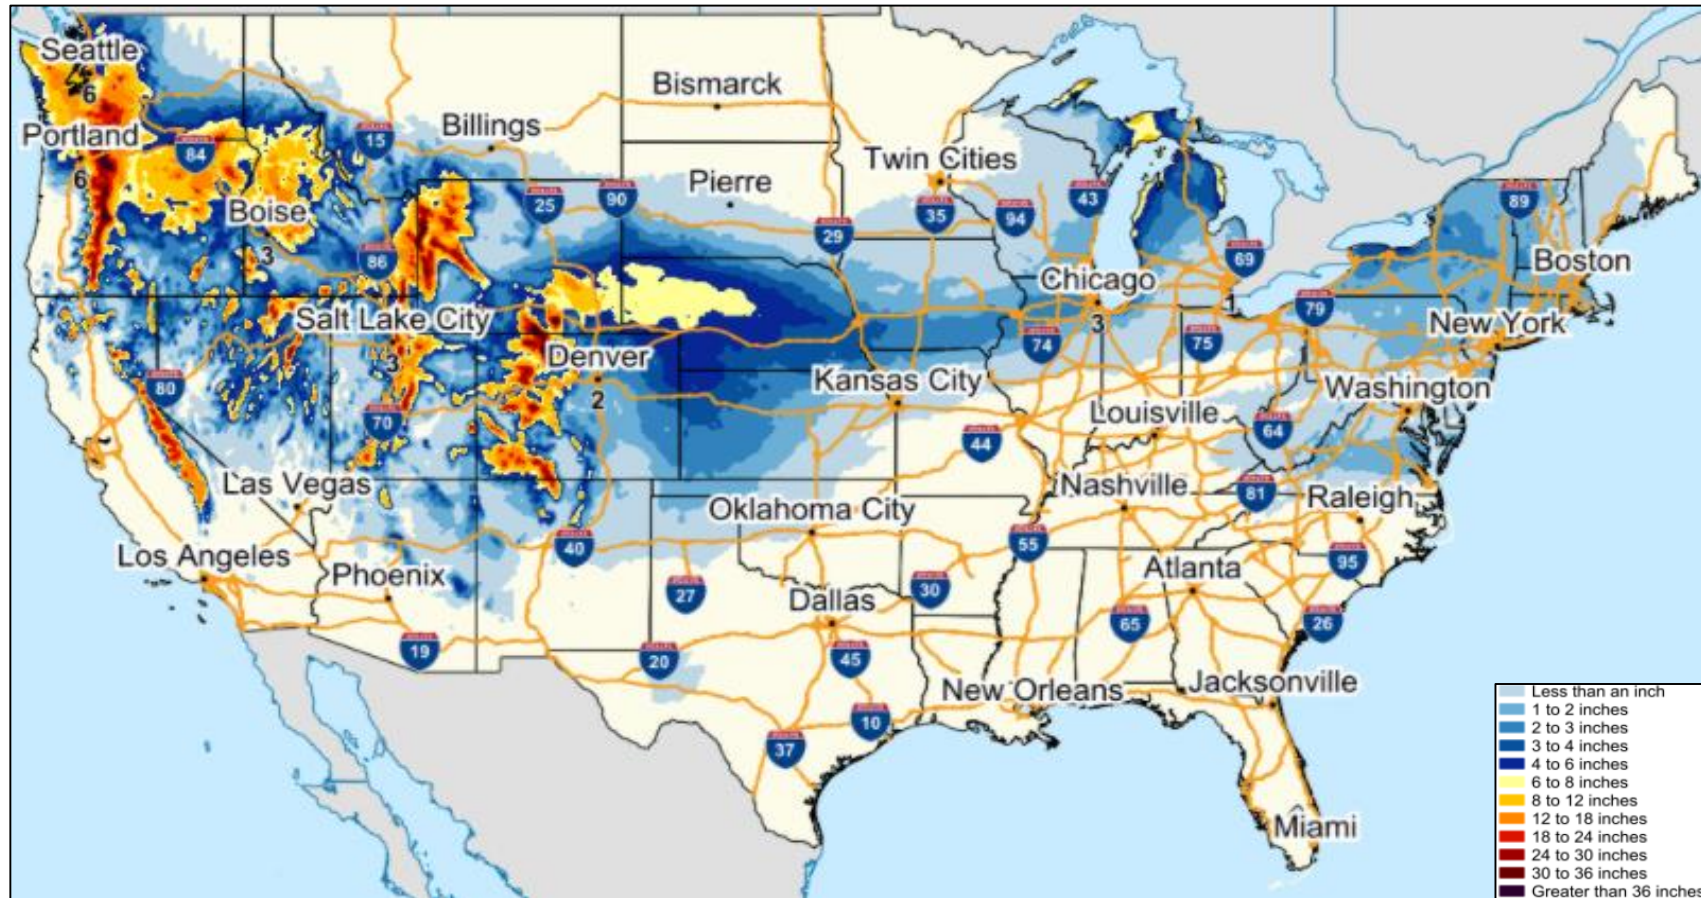 Seattle
6
Portland
6
84
15
Billings
Bismarck
Boise
3
86
25
90
Pierre
Twin Cities
29
35
94
43
89
69
Boston
Chicago
3
1
79
New York
Salt Lake City
3
80
70
Denver
2
74
75
Kansas City
Louisville
Washington
64
44
Las Vegas
Nashville
81
Raleigh
Oklahoma City
Los Angeles
40
55
95
Phoenix
27
Dallas
30
Atlanta
65
26
19
20
45
New Orleans
Jacksonville
10
37
Miami
Less than an inch
1 to 2 inches
2 to 3 inches
3 to 4 inches
4 to 6 inches
6 to 8 inches
8 to 12 inches
12 to 18 inches
18 to 24 inches
24 to 30 inches
30 to 36 inches
Greater than 36 inches